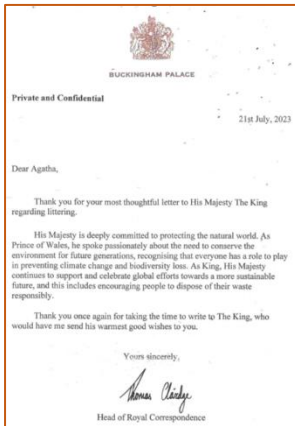 BUCKINGHAM PALACE
Private and Confidential
21st July, 2023
Dear Agatha,
Thank you for your most thoughtful letter to His Majesty The King
regarding littering.
His Majesty is deeply committed to protecting the natural world. As
Prince of Wales, he spoke passionately about the need to conserve the
environment for future generations, recognising that everyone has a role to play
in preventing climate change and biodiversity loss. As King, His Majesty
continues to support and celebrate global efforts towards a more sustainable
future, and this includes encouraging people to dispose of their waste
responsibly.
Thank you once again for taking the time to write to The King, who
would have me send his warmest good wishes to you.
Yours sincerely,
Thomas
Head of Royal Correspondence